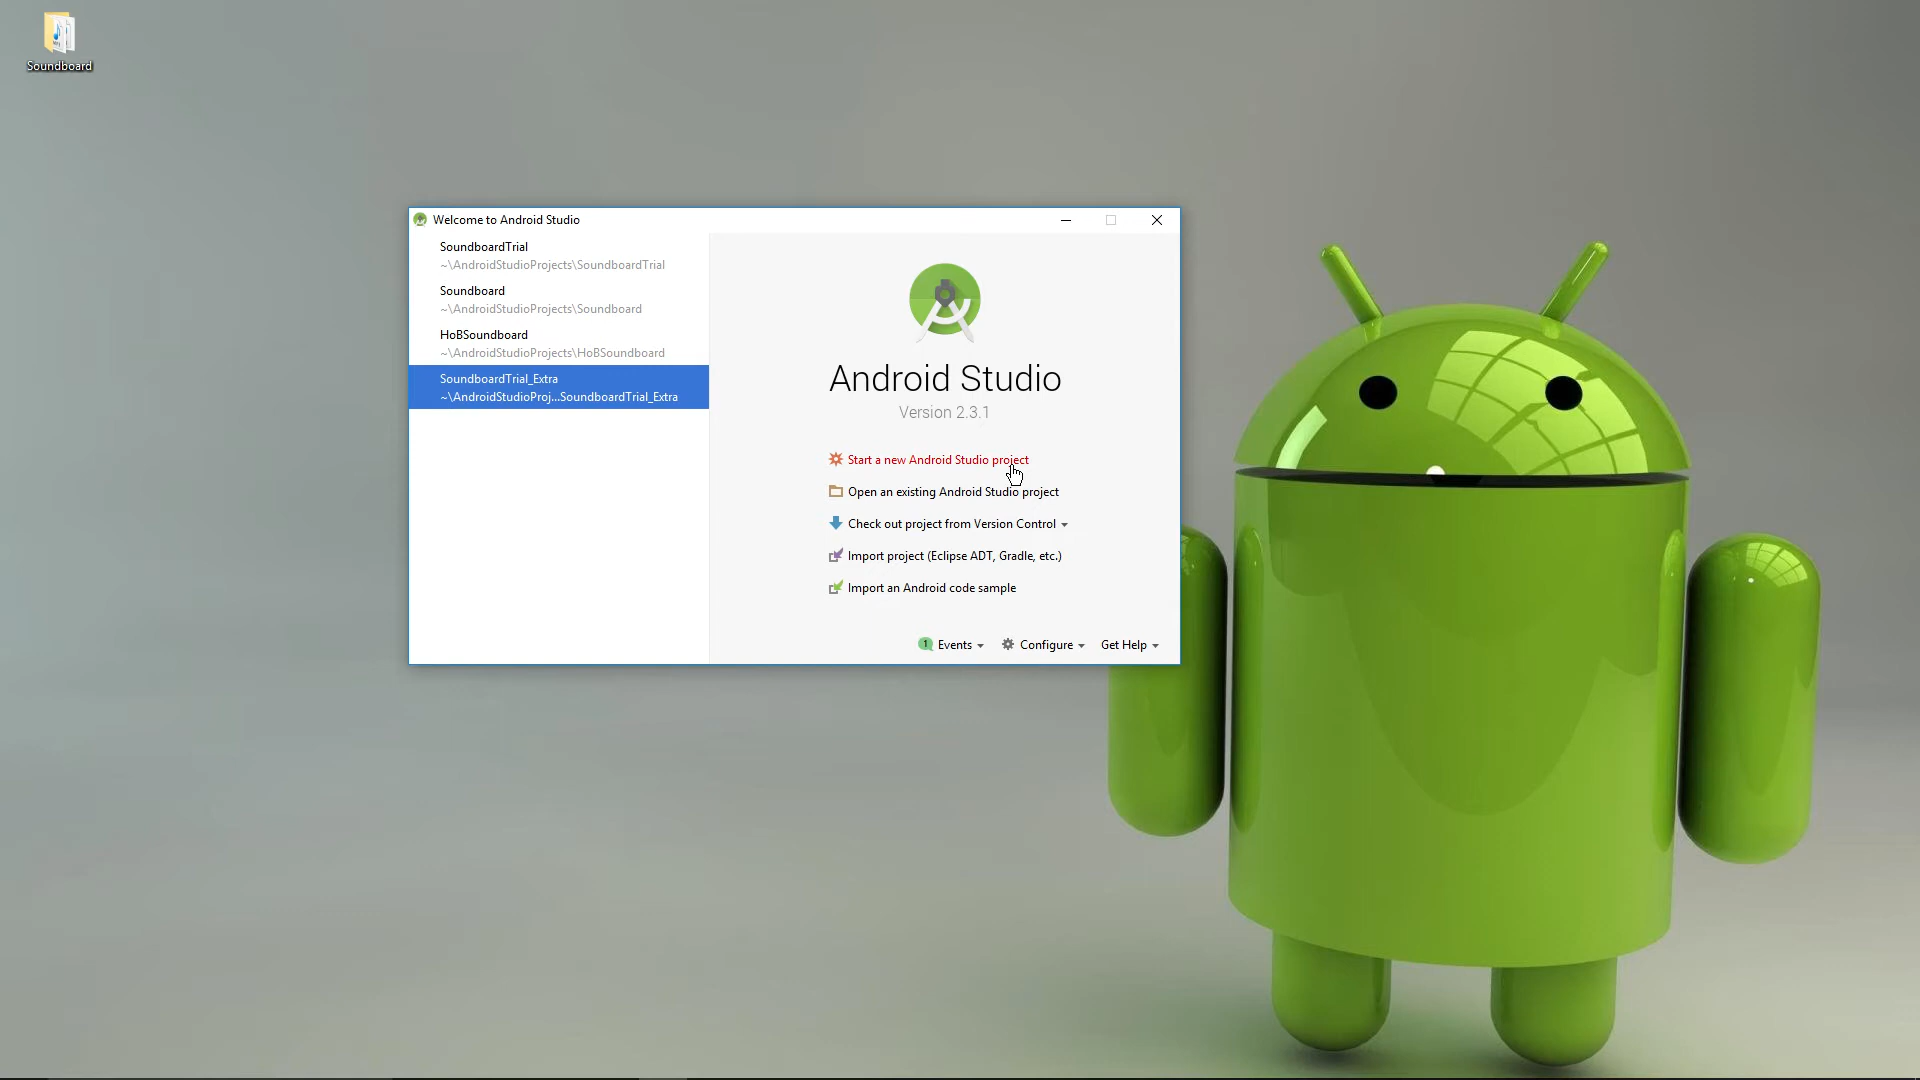 Soundboard
Welcome to Android Studio
SoundboardTrial
~\AndroidStudioProjects\SoundboardTrial
Soundboard
~\AndroidStudioProjects\Soundboard
HoBSoundboard
~\AndroidStudioProjects\HoBSoundboard
SoundboardTrial_Extra
~\AndroidStudioProj...SoundboardTrial_Extra
Android Studio
Version 2.3.1
Start a new Android Studio project
Open an existing Android Studio project
Check out project from Version Control
Import project (Eclipse ADT, Gradle, etc.)
Import an Android code sample
1 Events Configure Get Help